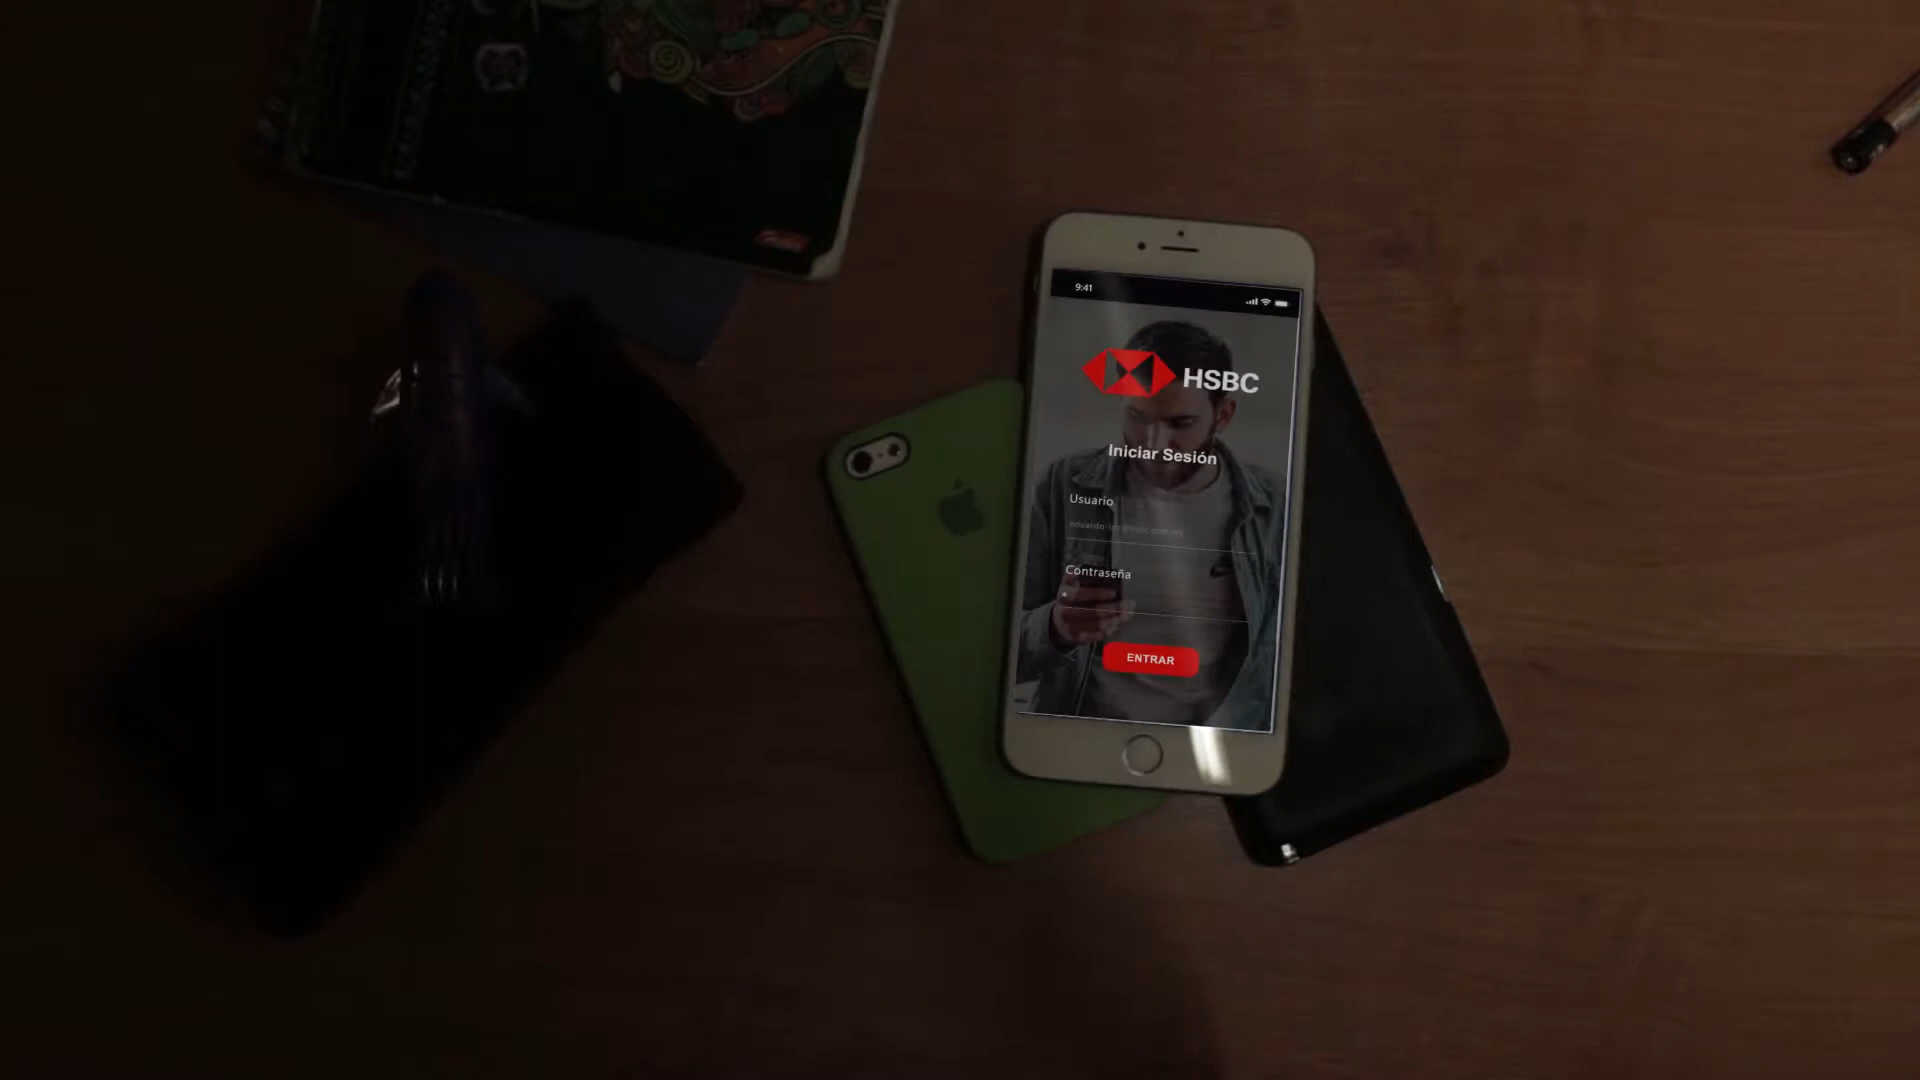 9:41
HSBC
Iniciar Sesión
Usuario
Contraseña
*
ENTRAR